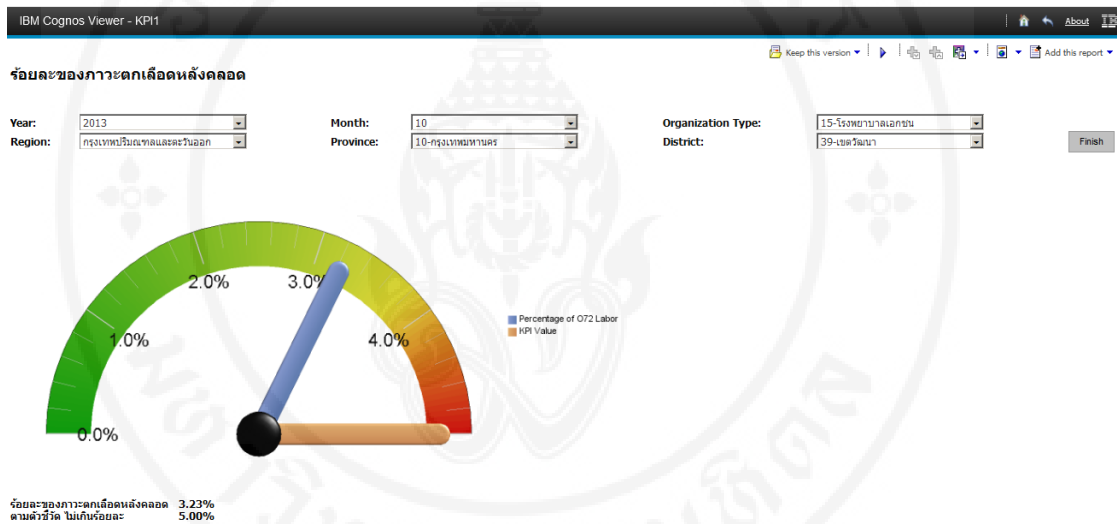 IBM Cognos Viewer - KPI1
About IB
Keep this version
Add this report
ร้อยละของภาวะตกเลือดหลังคลอด
Year: 2013 Month: 10 Organization Type: 15-โรงพยาบาลเอกชน
Region: กรุงเทพปริมณฑลและตะวันออก Province: 10-กรุงเทพมหานคร District: 39-เขตวัฒนา Finish
2.0% 3.0%
1.0% 4.0%
0.0%
Percentage of O72 Labor
KPI Value
ร้อยละของภาวะตกเลือดหลังคลอด 3.23%
ตามตัวชี้วัด ไม่เกินร้อยละ 5.00%